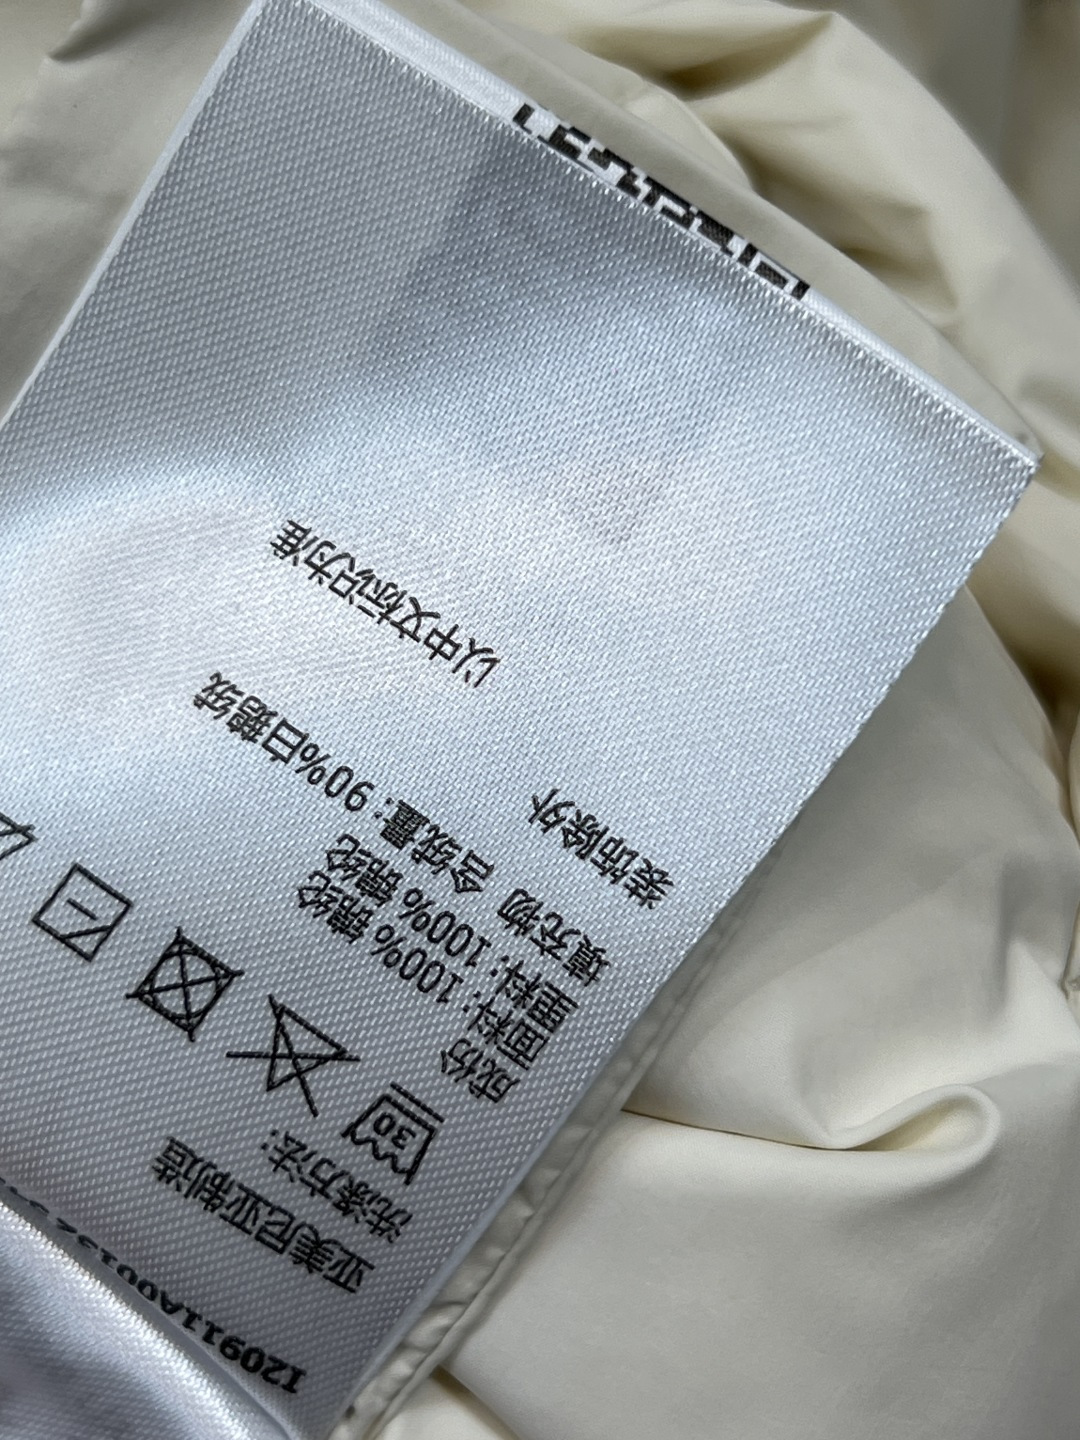 I20911A0013
亚美尼亚制造
洗涤方法:
30
成份
面料: 100% 锦纶
里料: 100% 锦纶
填充物 含绒量: 90%白鹅绒
装饰除外
以中文标识为准